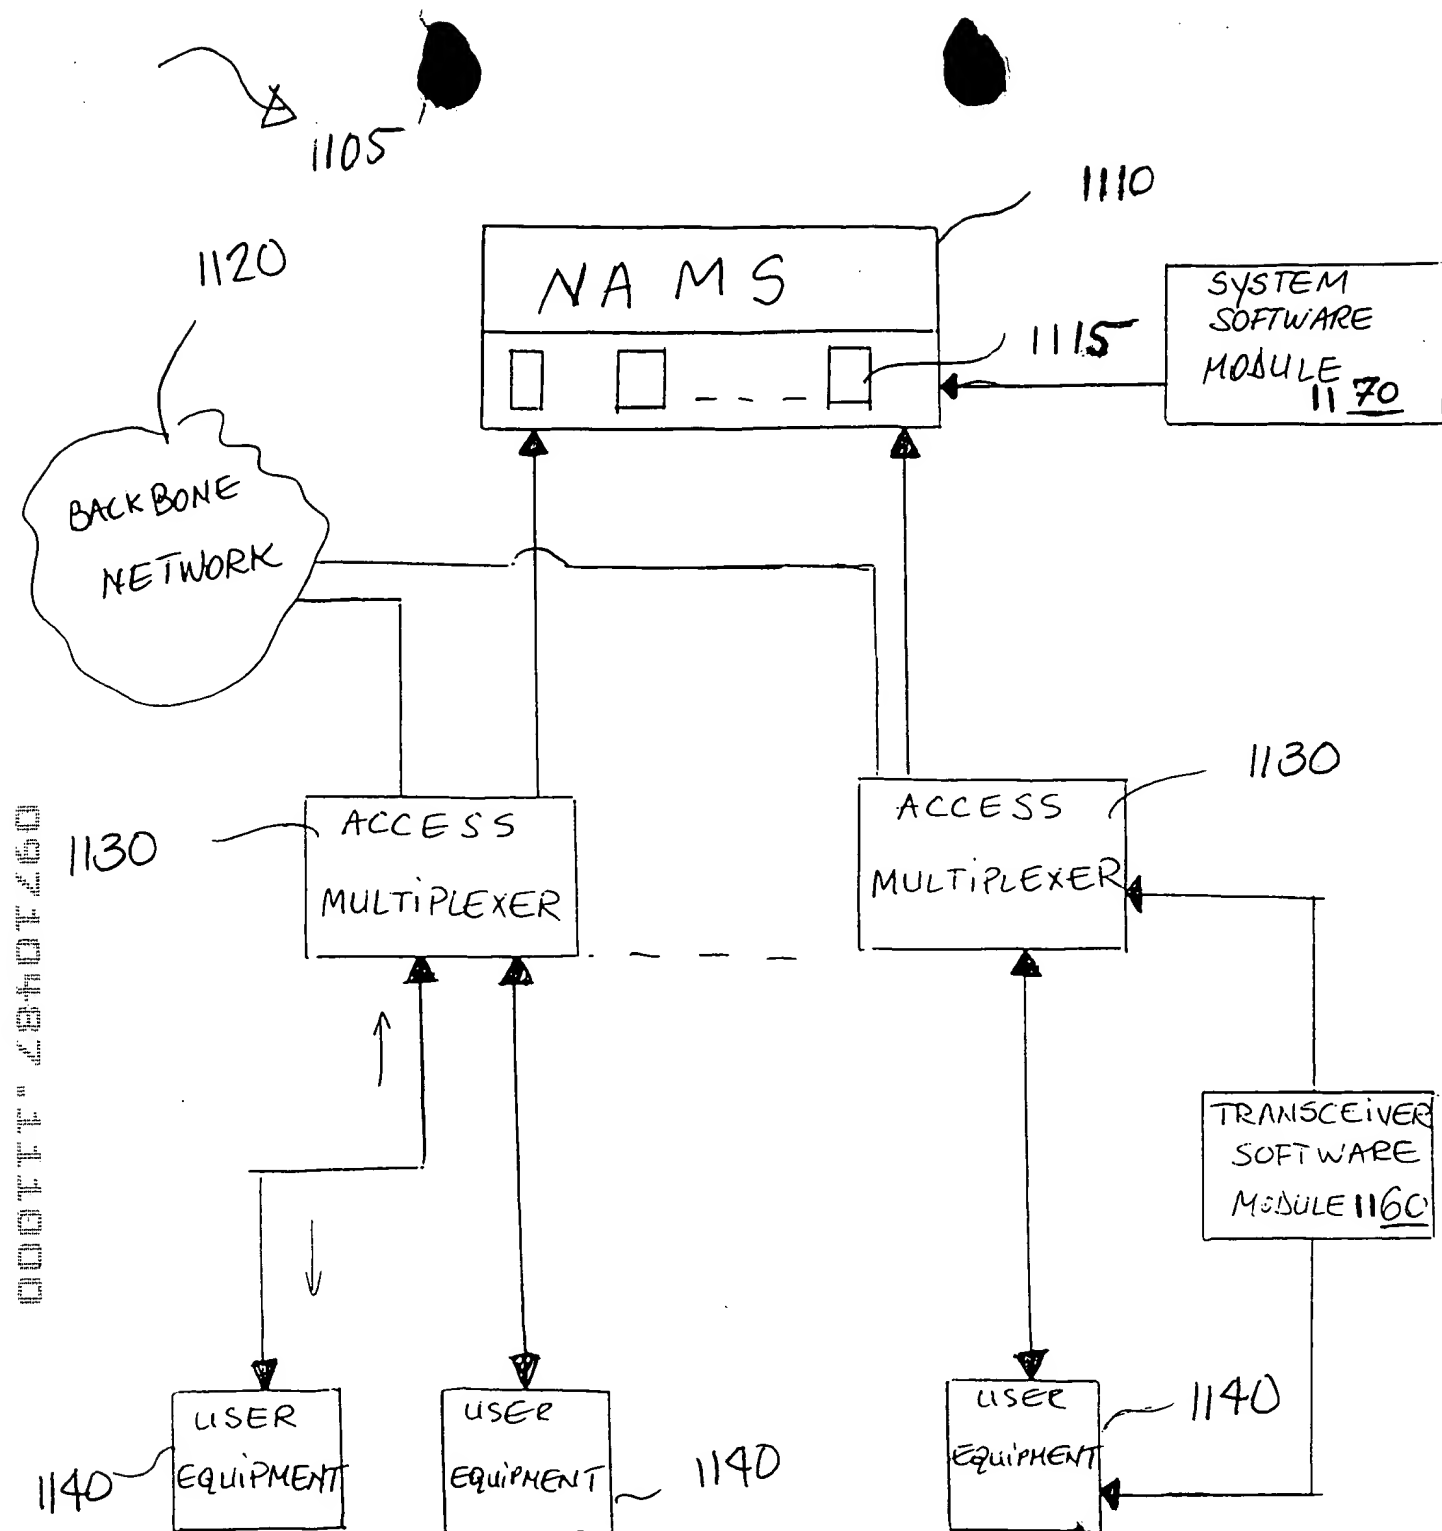 1105
1110
1120
NAMS
SYSTEM
SOFTWARE
MODULE
1170
1115
BACKBONE
NETWORK
1130
ACCESS
MULTIPLEXER
1130
ACCESS
MULTIPLEXER
TRANSCEIVER
SOFTWARE
MODULE 1160
USER
EQUIPMENT
1140
USER
EQUIPMENT
1140
USER
EQUIPMENT
1140